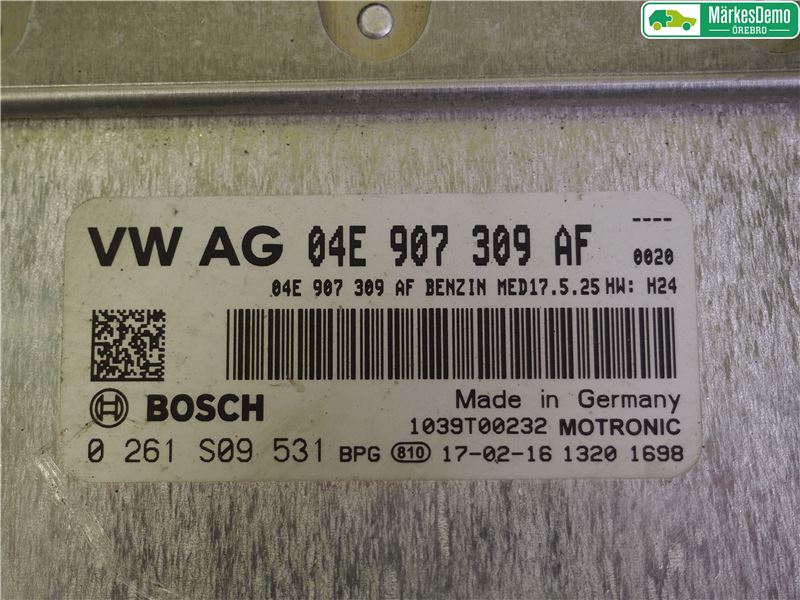 MärkesDemo
ÖREBRO
VW AG 04E 907 309 AF
----
0020
04E 907 309 AF BENZIN MED17.5.25 HW: H24
BOSCH
Made in Germany
1039T00232 MOTRONIC
0 261 S09 531 BPG 810 17-02-16 1320 1698